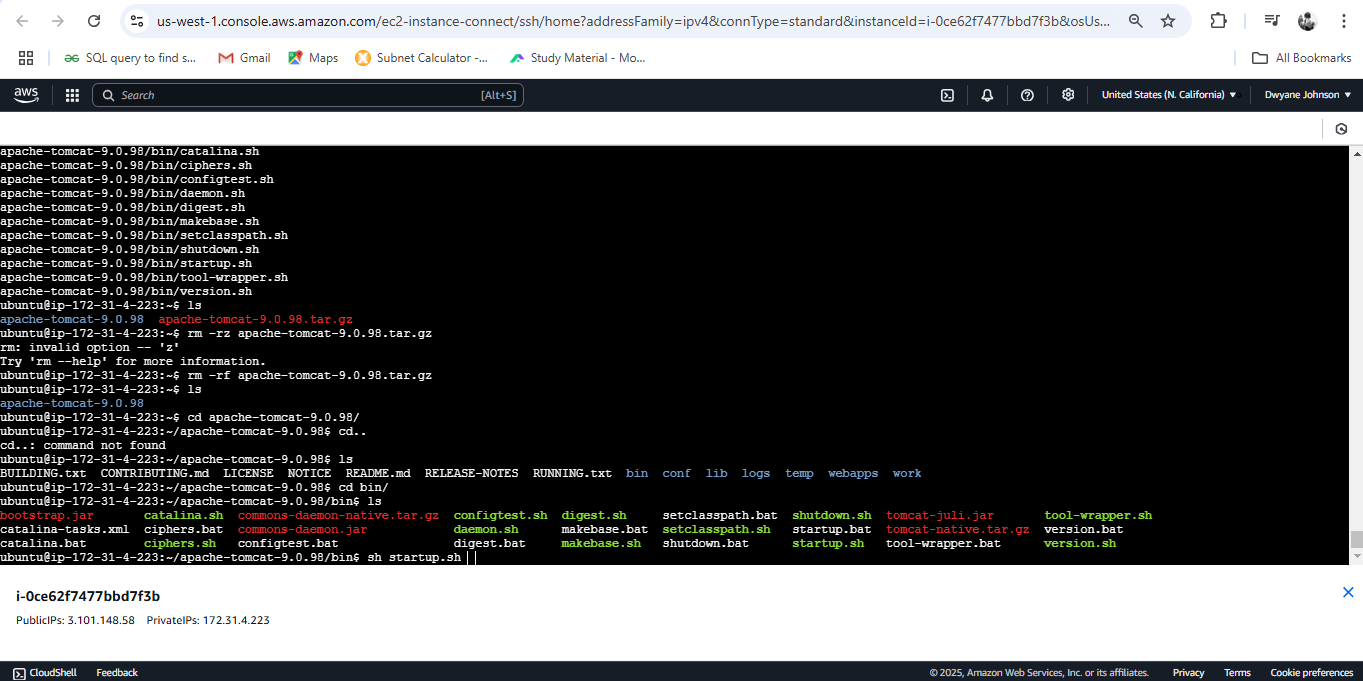 us-west-1.console.aws.amazon.com/ec2-instance-connect/ssh/home?addressFamily=ipv4&connType=standard&instanceId=i-0ce62f7477bbd7f3b&osUs...
SQL query to find s... Gmail Maps Subnet Calculator -... Study Material - Mo... All Bookmarks
aws Search [Alt+S] United States (N. California) Dwyane Johnson
apache-tomcat-9.0.98/bin/catalina.sh
apache-tomcat-9.0.98/bin/ciphers.sh
apache-tomcat-9.0.98/bin/configtest.sh
apache-tomcat-9.0.98/bin/daemon.sh
apache-tomcat-9.0.98/bin/digest.sh
apache-tomcat-9.0.98/bin/makebase.sh
apache-tomcat-9.0.98/bin/setclasspath.sh
apache-tomcat-9.0.98/bin/shutdown.sh
apache-tomcat-9.0.98/bin/startup.sh
apache-tomcat-9.0.98/bin/tool-wrapper.sh
apache-tomcat-9.0.98/bin/version.sh
ubuntu@ip-172-31-4-223:~$ ls
apache-tomcat-9.0.98 apache-tomcat-9.0.98.tar.gz
ubuntu@ip-172-31-4-223:~$ rm -rz apache-tomcat-9.0.98.tar.gz
rm: invalid option -- 'z'
Try 'rm --help' for more information.
ubuntu@ip-172-31-4-223:~$ rm -rf apache-tomcat-9.0.98.tar.gz
ubuntu@ip-172-31-4-223:~$ ls
apache-tomcat-9.0.98
ubuntu@ip-172-31-4-223:~$ cd apache-tomcat-9.0.98/
ubuntu@ip-172-31-4-223:~/apache-tomcat-9.0.98$ cd..
cd..: command not found
ubuntu@ip-172-31-4-223:~/apache-tomcat-9.0.98$ ls
BUILDING.txt CONTRIBUTING.md LICENSE NOTICE README.md RELEASE-NOTES RUNNING.txt bin conf lib logs temp webapps work
ubuntu@ip-172-31-4-223:~/apache-tomcat-9.0.98$ cd bin/
ubuntu@ip-172-31-4-223:~/apache-tomcat-9.0.98/bin$ ls
bootstrap.jar catalina.sh commons-daemon-native.tar.gz configtest.sh digest.sh setclasspath.bat shutdown.sh tomcat-juli.jar tool-wrapper.sh
catalina-tasks.xml ciphers.bat commons-daemon.jar daemon.sh makebase.bat setclasspath.sh startup.bat tomcat-native.tar.gz version.bat
catalina.bat ciphers.sh configtest.bat digest.bat makebase.sh shutdown.bat startup.sh tool-wrapper.bat version.sh
ubuntu@ip-172-31-4-223:~/apache-tomcat-9.0.98/bin$ sh startup.sh
i-0ce62f7477bbd7f3b
PublicIPs: 3.101.148.58 PrivateIPs: 172.31.4.223
CloudShell Feedback © 2025, Amazon Web Services, Inc. or its affiliates. Privacy Terms Cookie preferences